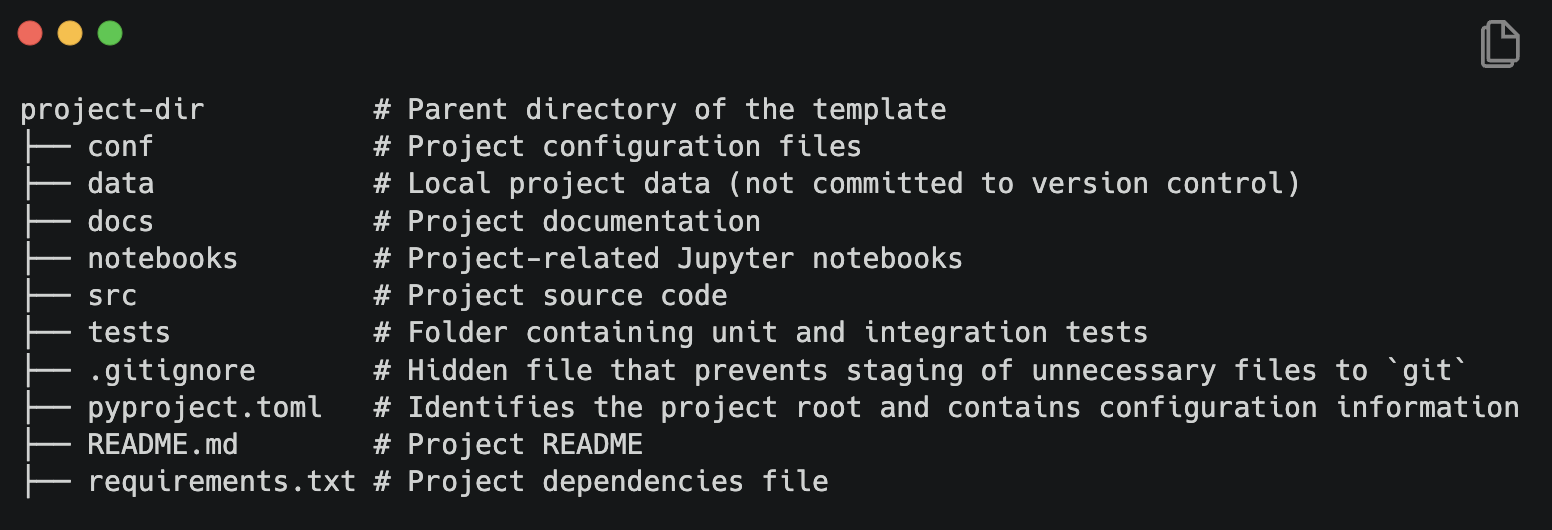 project-dir          # Parent directory of the template
├── conf             # Project configuration files
├── data             # Local project data (not committed to version control)
├── docs             # Project documentation
├── notebooks        # Project-related Jupyter notebooks
├── src              # Project source code
├── tests            # Folder containing unit and integration tests
├── .gitignore       # Hidden file that prevents staging of unnecessary files to `git`
├── pyproject.toml   # Identifies the project root and contains configuration information
├── README.md        # Project README
├── requirements.txt # Project dependencies file